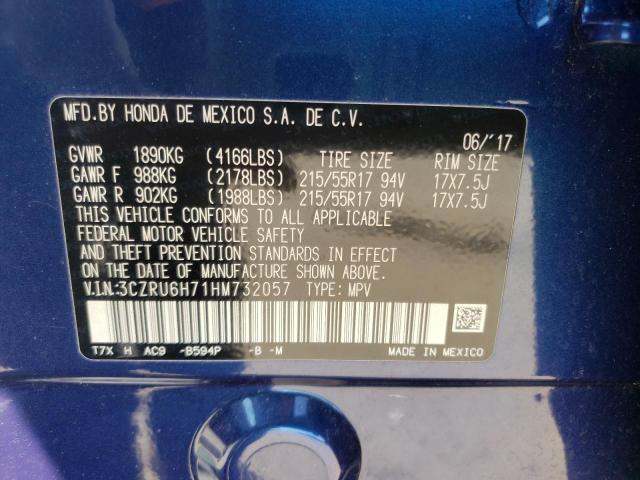 MFD.BY HONDA DE MEXICO S.A. DE C.V.
06/'17
GVWR 1890KG (4166LBS) TIRE SIZE RIM SIZE
GAWR F 988KG (2178LBS) 215/55R17 94V 17X7.5J
GAWR R 902KG (1988LBS) 215/55R17 94V 17X7.5J
THIS VEHICLE CONFORMS TO ALL APPLICABLE
FEDERAL MOTOR VEHICLE SAFETY
AND THEFT PREVENTION STANDARDS IN EFFECT
ON THE DATE OF MANUFACTURE SHOWN ABOVE.
V.I.N:3CZRU6H71HM732057 TYPE: MPV
T7X H AC9 -B594P -B -M MADE IN MEXICO